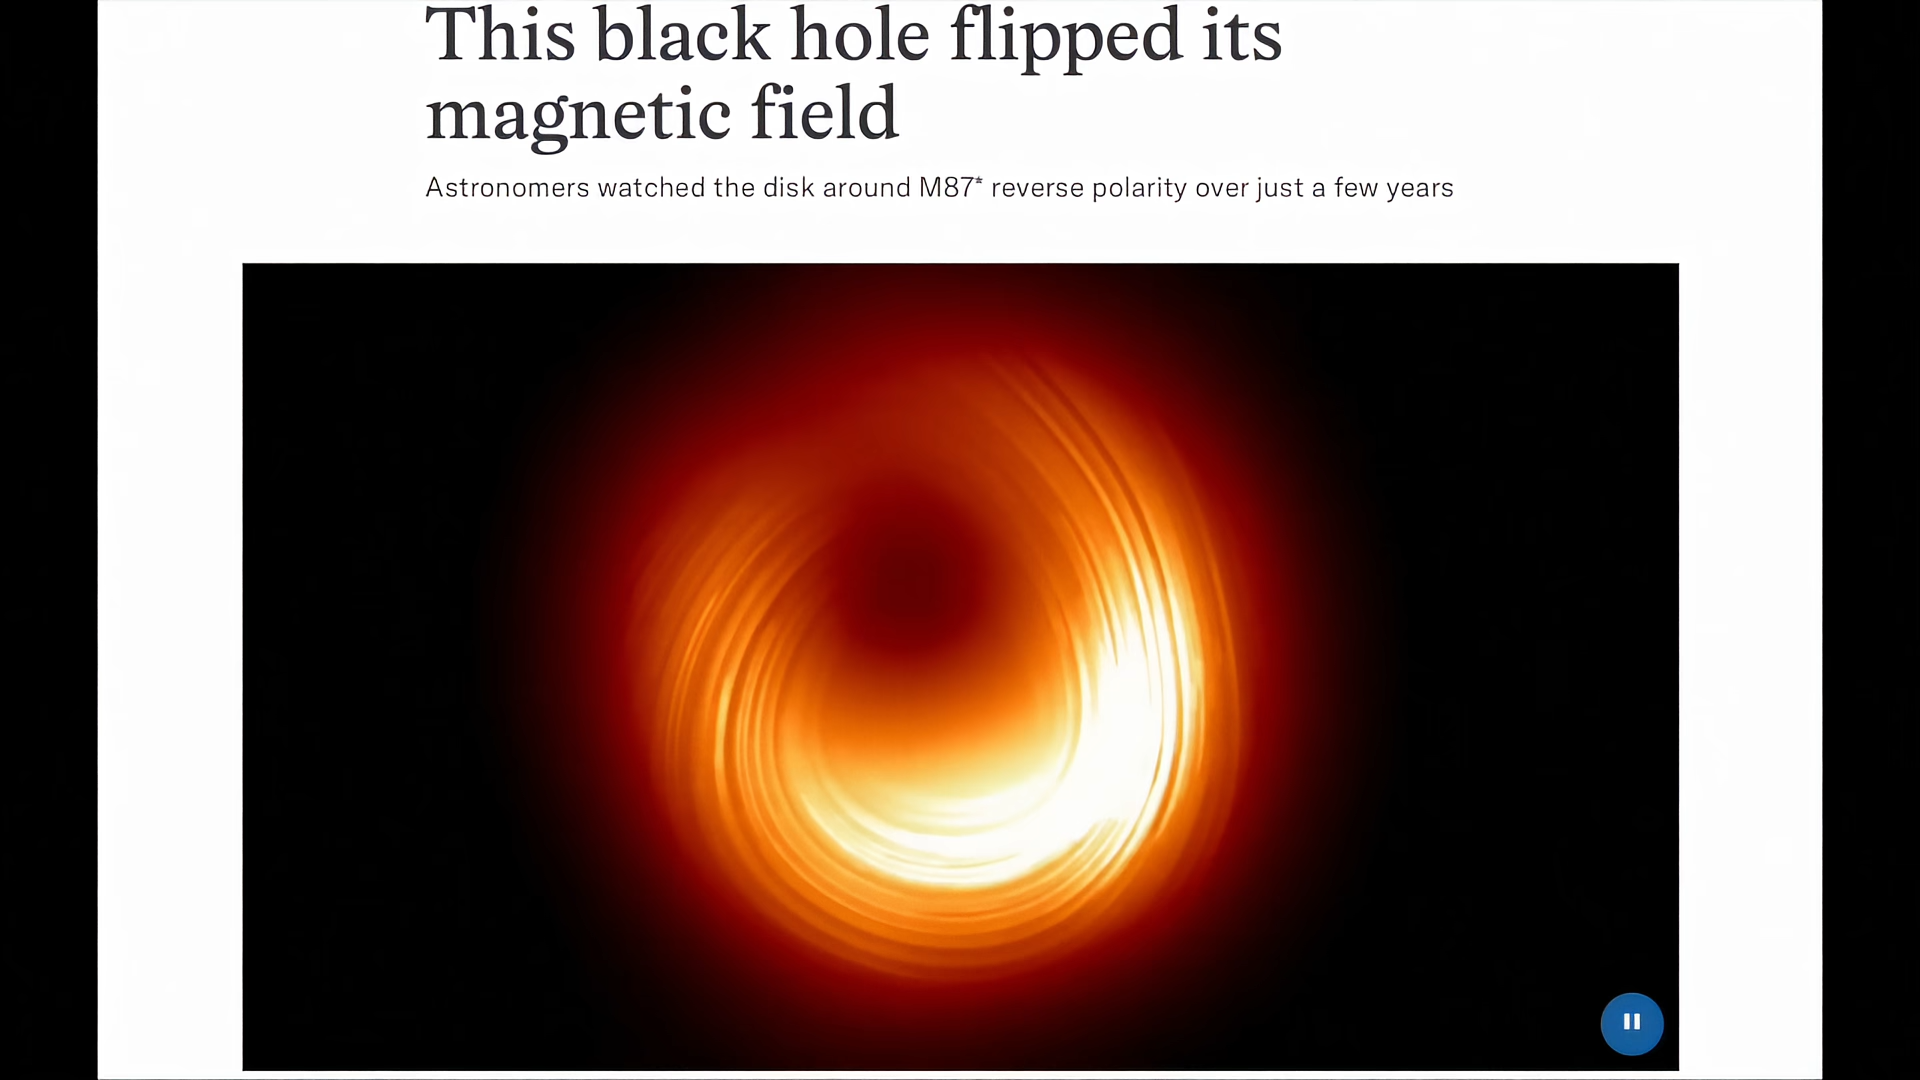 This black hole flipped its
magnetic field
Astronomers watched the disk around M87* reverse polarity over just a few years